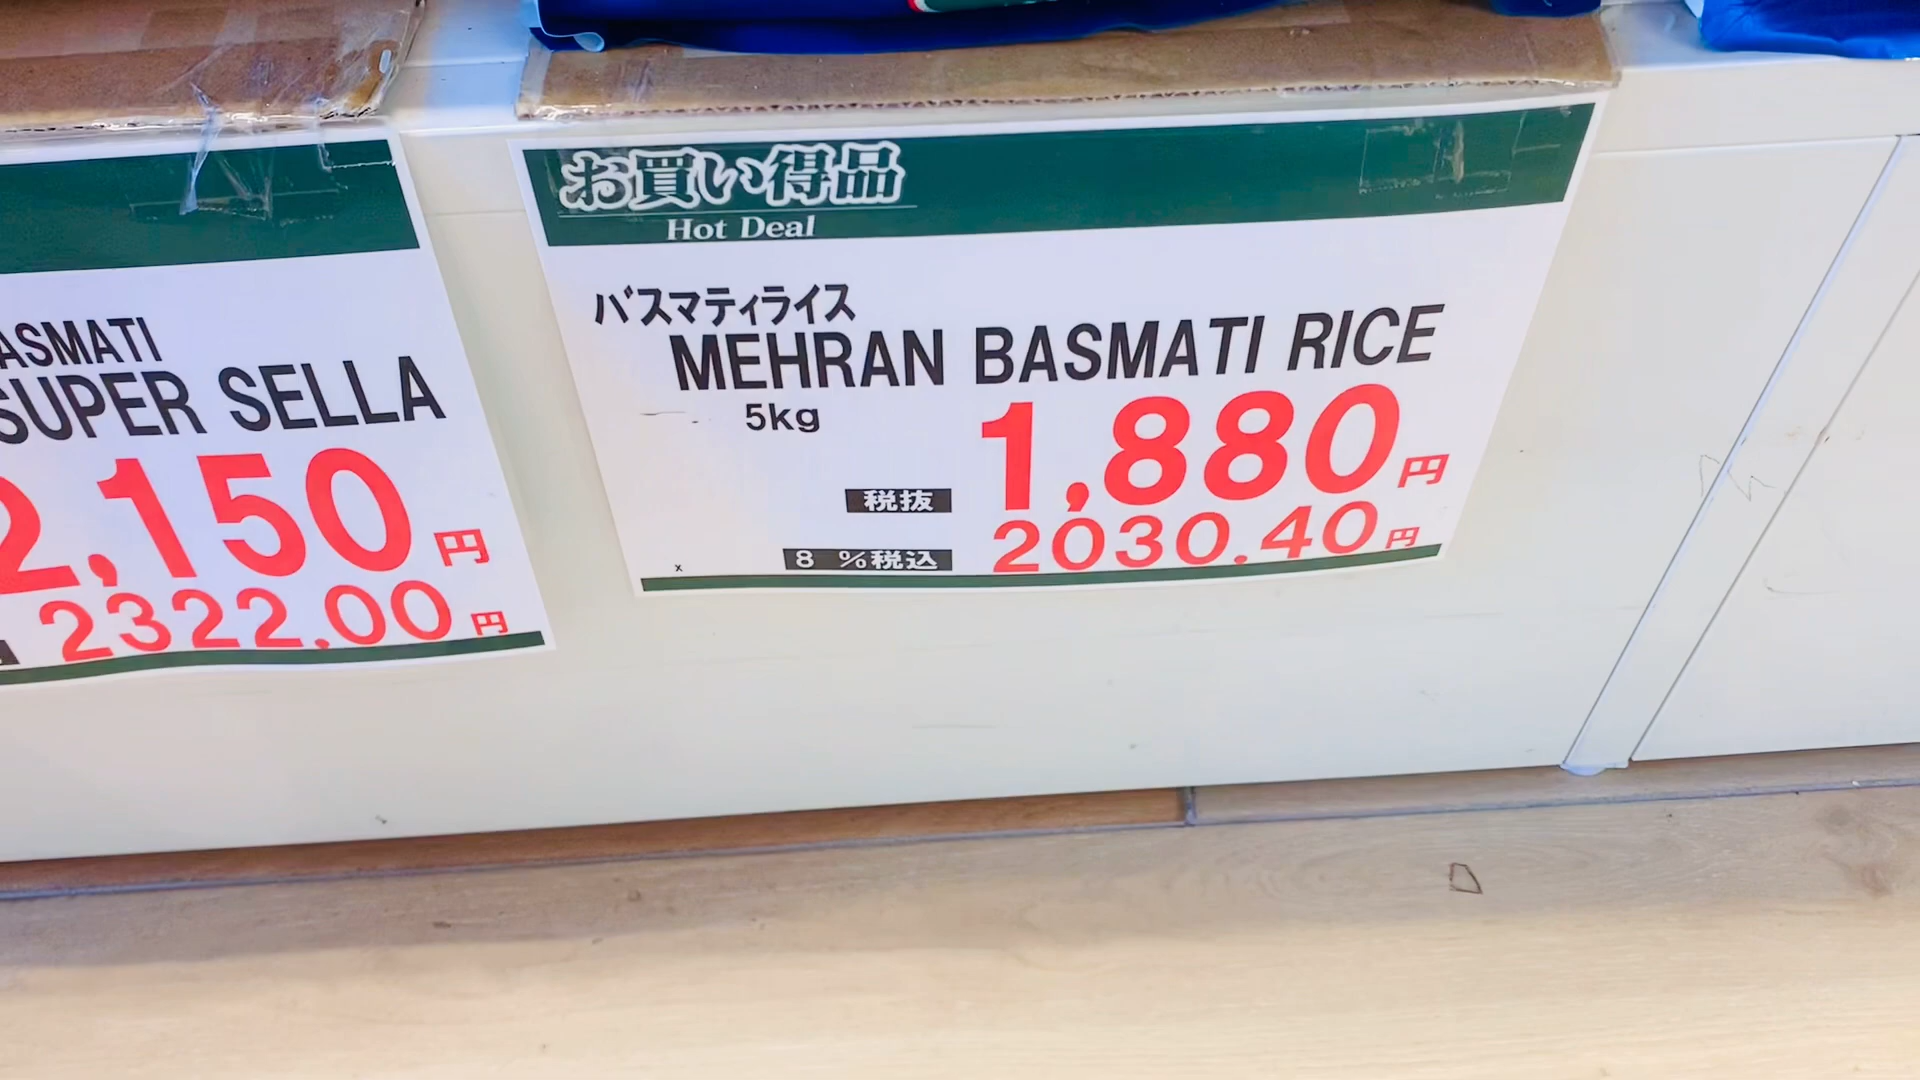 ASMATI
SUPER SELLA
2,150円
2322.00円
お買い得品
Hot Deal
バスマティライス
MEHRAN BASMATI RICE
5kg
税抜 1,880円
x 8 %税込 2030.40円